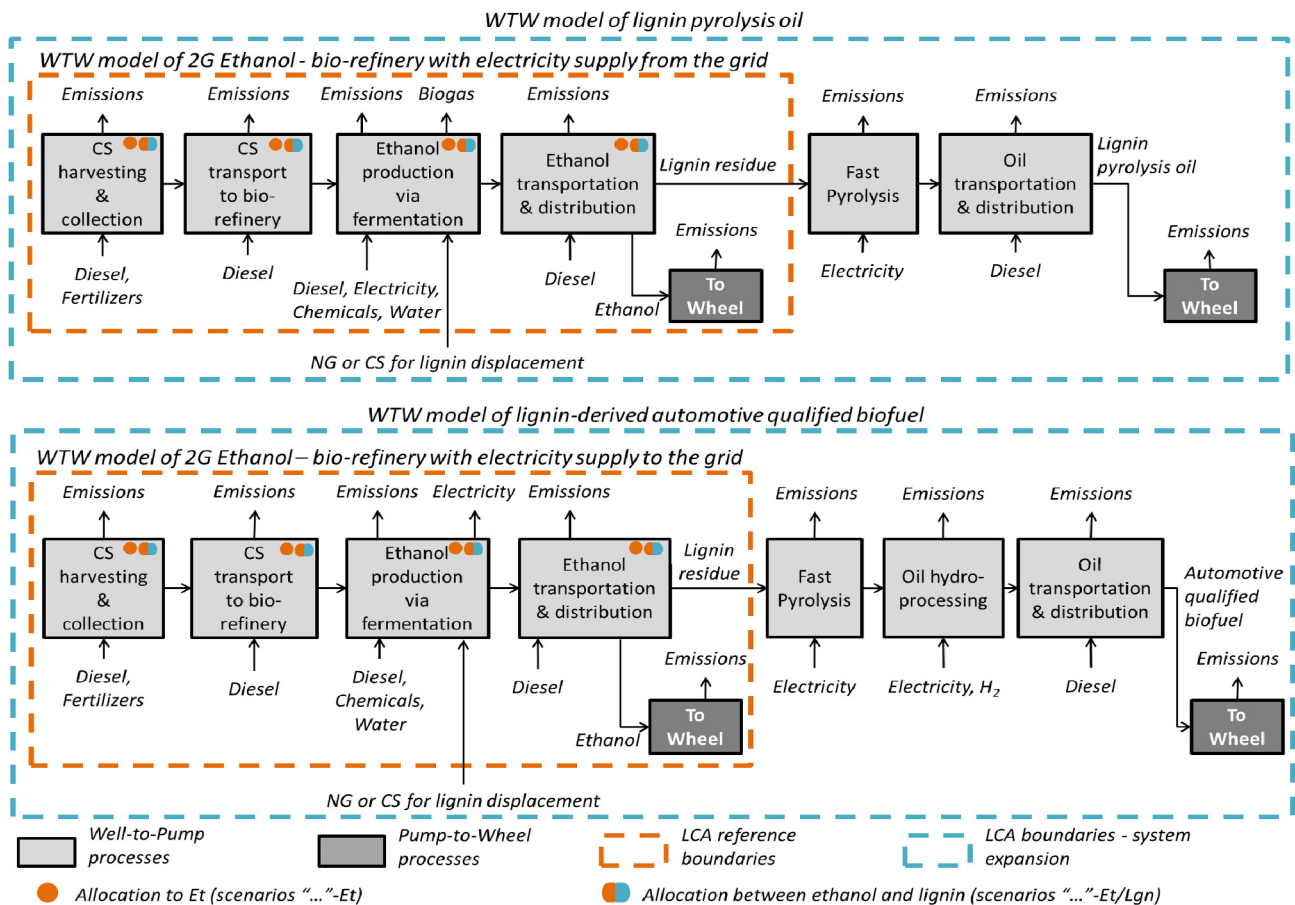 WTW model of lignin pyrolysis oil
WTW model of 2G Ethanol - bio-refinery with electricity supply from the grid
Emissions
Emissions
Emissions
Biogas
Emissions
Emissions
Emissions
CS
harvesting
&
collection
CS
transport
to bio-
refinery
Ethanol
production
via
fermentation
Ethanol
transportation
& distribution
Lignin residue
Fast
Pyrolysis
Oil
transportation
& distribution
Lignin
pyrolysis oil
Diesel,
Fertilizers
Diesel
Diesel, Electricity,
Chemicals, Water
Diesel
Ethanol
Emissions
To
Wheel
Electricity
Diesel
Emissions
To
Wheel
NG or CS for lignin displacement
WTW model of lignin-derived automotive qualified biofuel
WTW model of 2G Ethanol – bio-refinery with electricity supply to the grid
Emissions
Emissions
Emissions
Electricity
Emissions
Emissions
Emissions
Emissions
CS
harvesting
&
collection
CS
transport
to bio-
refinery
Ethanol
production
via
fermentation
Ethanol
transportation
& distribution
Lignin
residue
Fast
Pyrolysis
Oil hydro-
processing
Oil
transportation
& distribution
Automotive
qualified
biofuel
Diesel,
Fertilizers
Diesel
Diesel,
Chemicals,
Water
Diesel
Ethanol
Emissions
To
Wheel
Electricity
Electricity, H₂
Diesel
Emissions
To
Wheel
NG or CS for lignin displacement
Well-to-Pump
processes
Pump-to-Wheel
processes
LCA reference
boundaries
LCA boundaries - system
expansion
Allocation to Et (scenarios “...”-Et)
Allocation between ethanol and lignin (scenarios “...”-Et/Lgn)